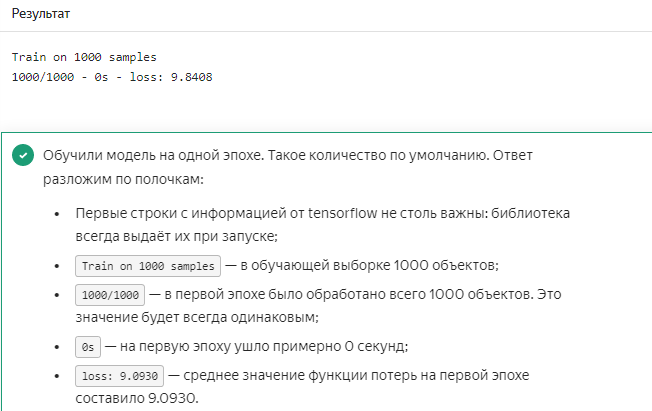 Результат
Train on 1000 samples
1000/1000 - 0s - loss: 9.8408
Обучили модель на одной эпохе. Такое количество по умолчанию. Ответ
разложим по полочкам:
• Первые строки с информацией от tensorflow не столь важны: библиотека
всегда выдаёт их при запуске;
• Train on 1000 samples — в обучающей выборке 1000 объектов;
• 1000/1000 — в первой эпохе было обработано всего 1000 объектов. Это
значение будет всегда одинаковым;
• 0s — на первую эпоху ушло примерно 0 секунд;
• loss: 9.0930 — среднее значение функции потерь на первой эпохе
составило 9.0930.